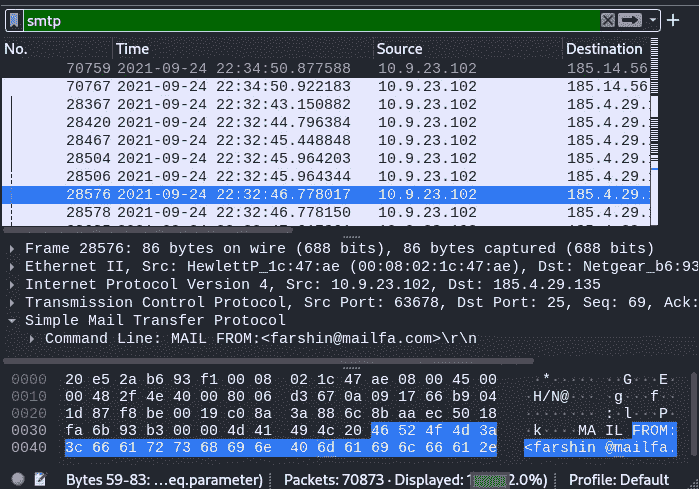 smtp
No. Time Source Destination
70759 2021-09-24 22:34:50.877588 10.9.23.102 185.14.56
70767 2021-09-24 22:34:50.922183 10.9.23.102 185.14.56
28367 2021-09-24 22:32:43.150882 10.9.23.102 185.4.29.
28420 2021-09-24 22:32:44.796384 10.9.23.102 185.4.29.
28467 2021-09-24 22:32:45.448848 10.9.23.102 185.4.29.
28504 2021-09-24 22:32:45.964203 10.9.23.102 185.4.29.
28506 2021-09-24 22:32:45.964344 10.9.23.102 185.4.29.
28576 2021-09-24 22:32:46.778017 10.9.23.102 185.4.29.
28578 2021-09-24 22:32:46.778150 10.9.23.102 185.4.29.
Frame 28576: 86 bytes on wire (688 bits), 86 bytes captured (688 bits)
Ethernet II, Src: HewlettP_1c:47:ae (00:08:02:1c:47:ae), Dst: Netgear_b6:93
Internet Protocol Version 4, Src: 10.9.23.102, Dst: 185.4.29.135
Transmission Control Protocol, Src Port: 63678, Dst Port: 25, Seq: 69, Ack:
Simple Mail Transfer Protocol
Command Line: MAIL FROM:<farshin@mailfa.com>\r\n
0000 20 e5 2a b6 93 f1 00 08 02 1c 47 ae 08 00 45 00 ·*····· ··G···E·
0010 00 48 2f 4e 40 00 80 06 d3 67 0a 09 17 66 b9 04 ·H/N@··· ·g···f··
0020 1d 87 f8 be 00 19 c0 8a 3a 88 6c 8b aa ec 50 18 ········ :·l···P·
0030 fa 6b 93 b3 00 00 4d 41 49 4c 20 46 52 4f 4d 3a ·k····MA IL FROM:
0040 3c 66 61 72 73 68 69 6e 40 6d 61 69 6c 66 61 2e <farshin @mailfa.
Bytes 59-83: ...eq.parameter) Packets: 70873 · Displayed: 2.0%) Profile: Default